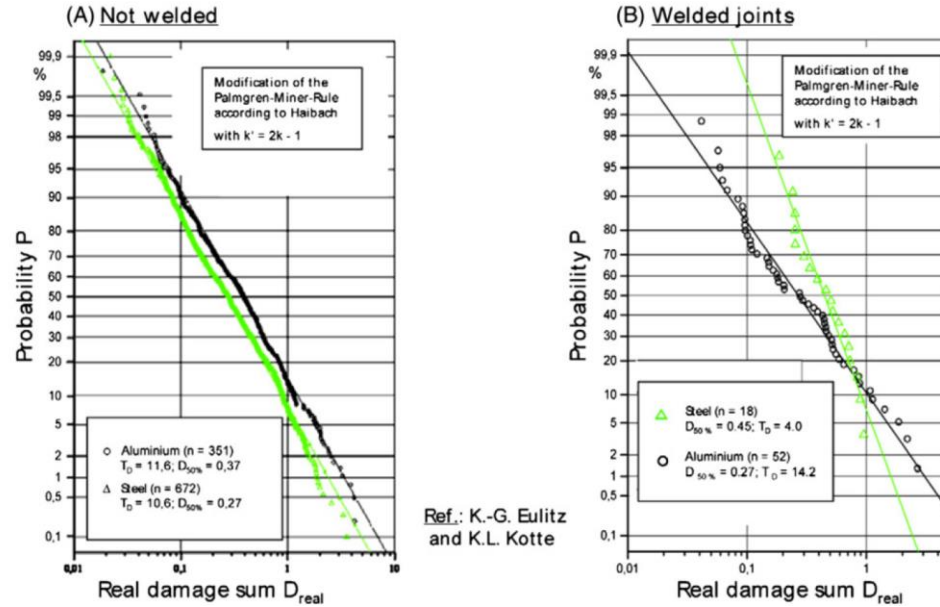 (A) Not welded
99,9
%
99,5
99
98
95
90
80
70
60
50
40
30
20
10
5
2
1
0,5
0,1
Probability P
Modification of the
Palmgren-Miner-Rule
according to Haibach
with k' = 2k - 1
○ Aluminium (n = 351)
T_D = 11,6; D_50% = 0,37
△ Steel (n = 672)
T_D = 10,6; D_50% = 0,27
0,01
0,1
1
10
Real damage sum D_real
Ref.: K.-G. Eulitz
and K.L. Kotte
(B) Welded joints
99,9
%
99,5
99
98
95
90
80
70
60
50
40
30
20
10
5
2
1
0,5
0,1
Probability P
Modification of the
Palmgren-Miner-Rule
according to Haibach
with k' = 2k - 1
△ Steel (n = 18)
D_50% = 0.45; T_D = 4.0
○ Aluminium (n = 52)
D_50% = 0.27; T_D = 14.2
0,01
0,1
1
10
Real damage sum D_real